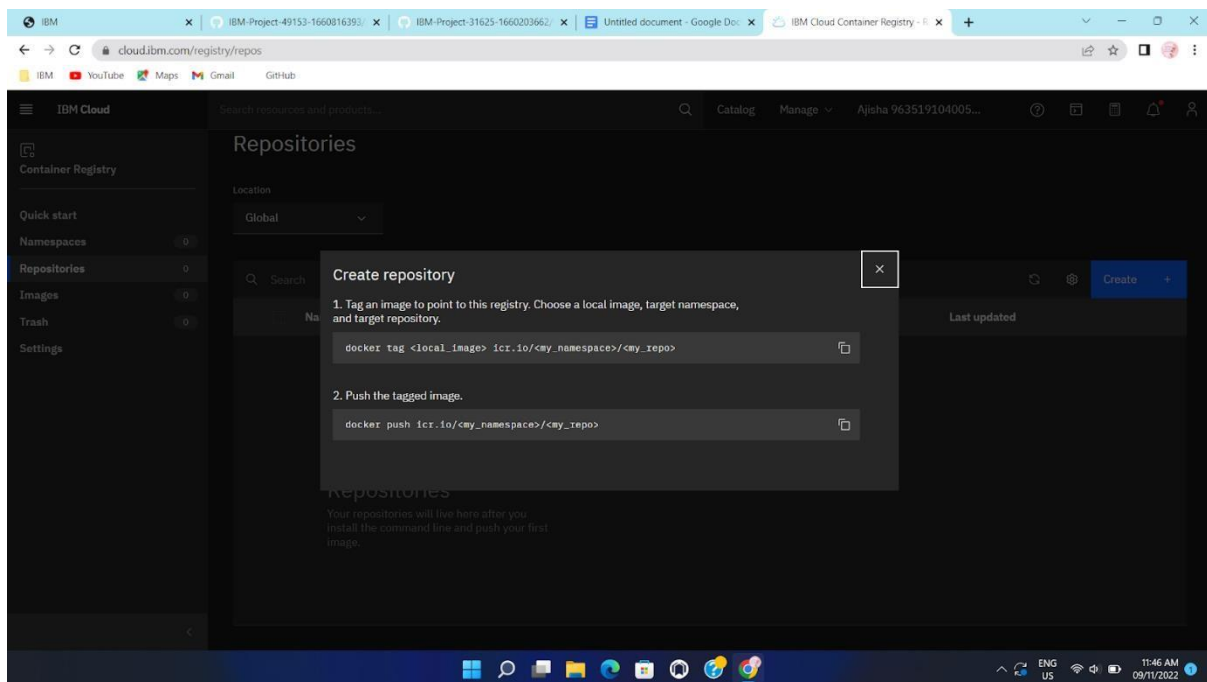 IBM
IBM-Project-49153-1660816393/
IBM-Project-31625-1660203662/
Untitled document - Google Doc
IBM Cloud Container Registry - R
cloud.ibm.com/registry/repos
IBM
YouTube
Maps
Gmail
GitHub
IBM Cloud
Search resources and products...
Catalog
Manage
Ajisha 963519104005...
Container Registry
Quick start
Namespaces 0
Repositories 0
Images 0
Trash 0
Settings
Repositories
Location
Global
Search
Create +
Na
Last updated
Create repository
1. Tag an image to point to this registry. Choose a local image, target namespace,
and target repository.
docker tag <local_image> icr.io/<my_namespace>/<my_repo>
2. Push the tagged image.
docker push icr.io/<my_namespace>/<my_repo>
Repositories
Your repositories will live here after you
install the command line and push your first
image.
ENG
US
11:46 AM
09/11/2022
1